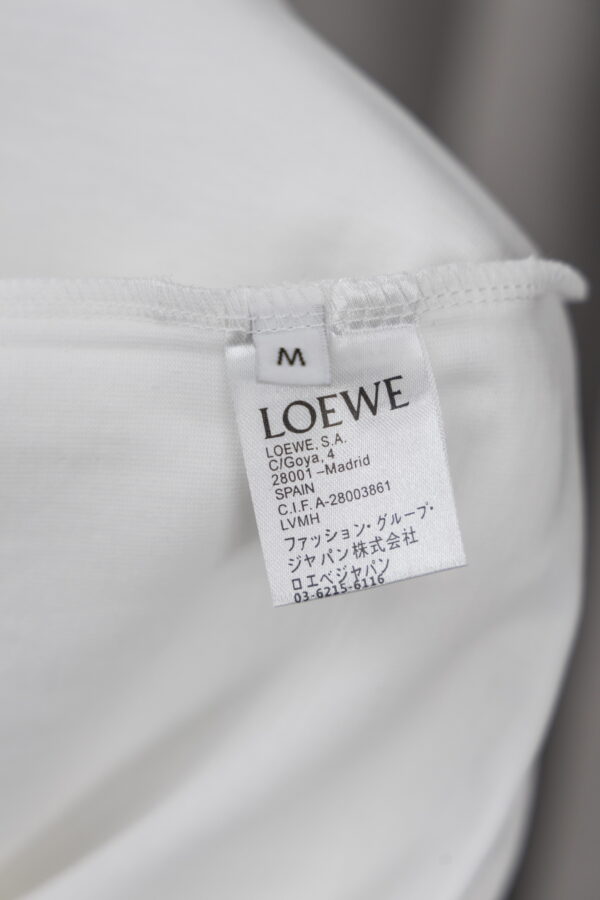 M
LOEWE
LOEWE, S.A.
C/Goya, 4
28001 –Madrid
SPAIN
C.I.F. A-28003861
LVMH
ファッション・グループ・
ジャパン株式会社
ロエベジャパン
03-6215-6116